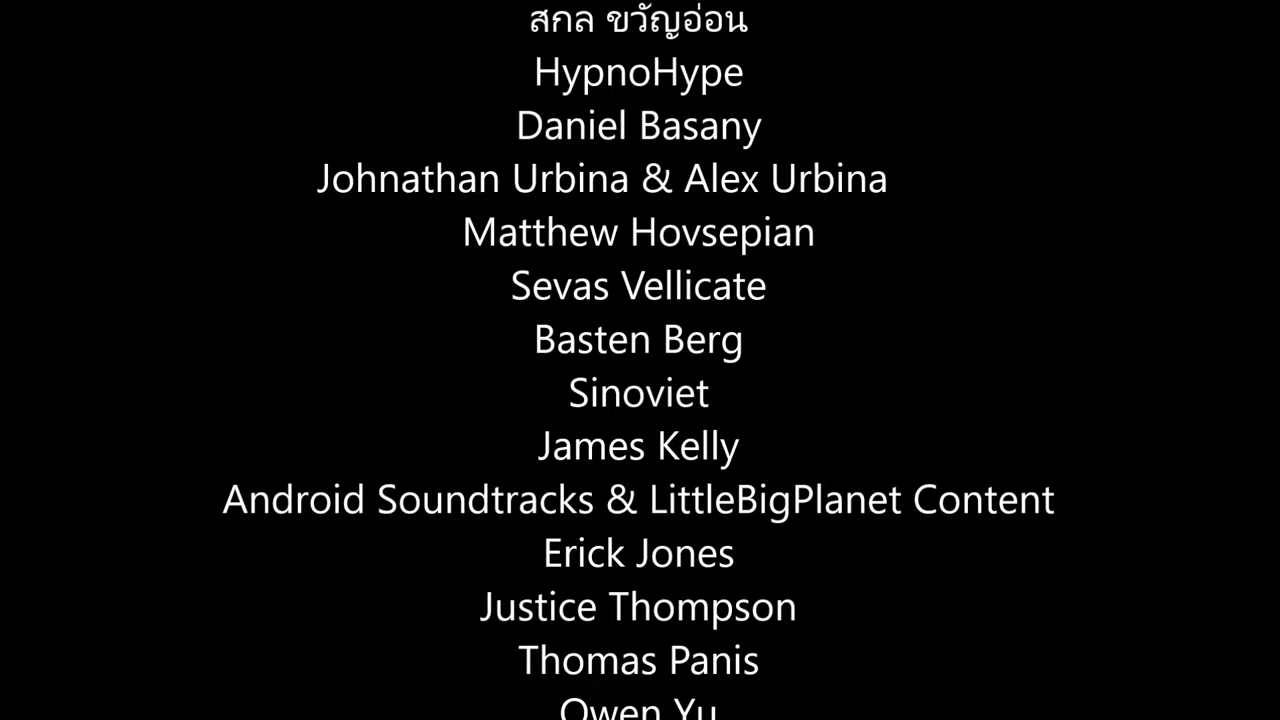 สกล ขวัญอ่อน
HypnoHype
Daniel Basany
Johnathan Urbina & Alex Urbina
Matthew Hovsepian
Sevas Vellicate
Basten Berg
Sinoviet
James Kelly
Android Soundtracks & LittleBigPlanet Content
Erick Jones
Justice Thompson
Thomas Panis
Owen Yu